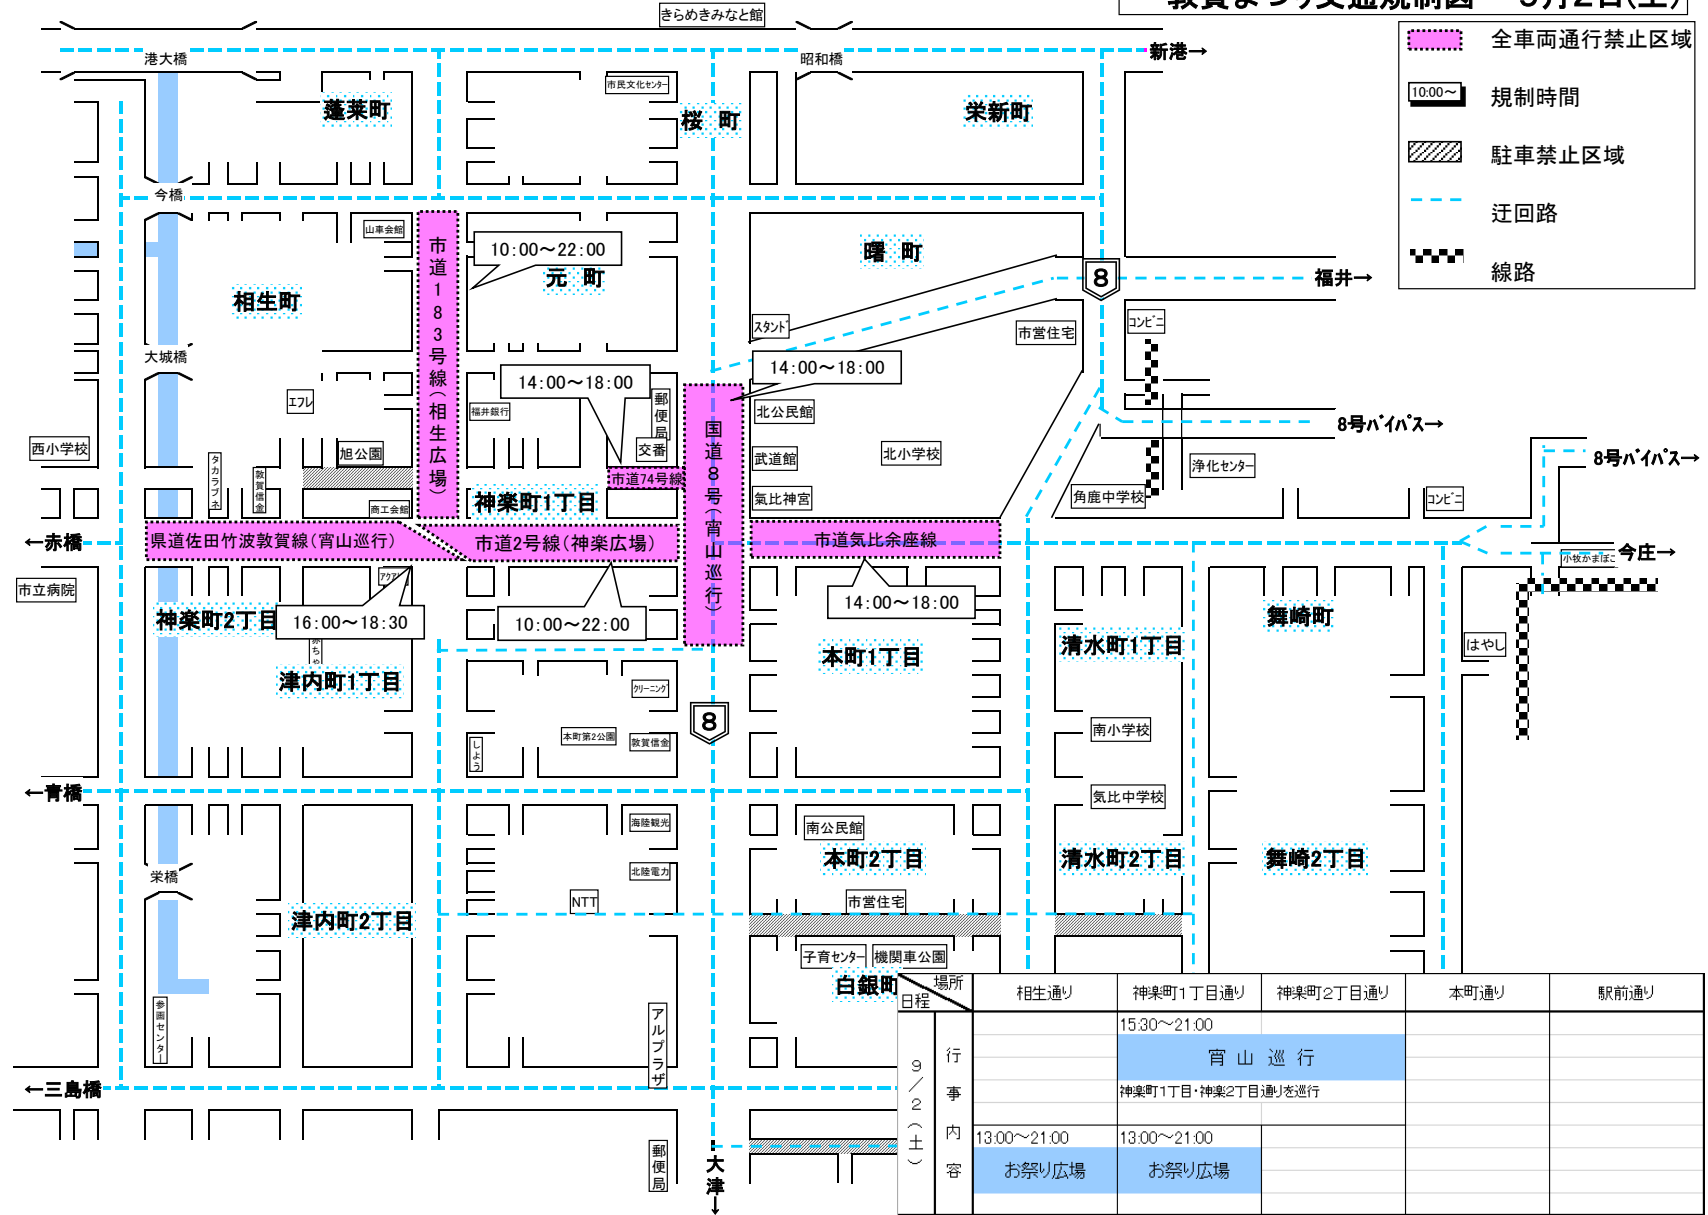 きらめきみなと館
敦賀まつり交通規制図 9月2日(土)
全車両通行禁止区域
10:00～
規制時間
駐車禁止区域
迂回路
線路
港大橋
昭和橋
新港→
市民文化センター
蓬莱町
桜 町
栄新町
今橋
山車会館
市道183号線(相生広場)
10:00～22:00
元 町
曙 町
8
福井→
相生町
スタンド
市営住宅
コンビニ
大城橋
14:00～18:00
14:00～18:00
エフレ
福井銀行
郵便局
北公民館
8号バイパス→
国道8号(宵山巡行)
西小学校
旭公園
交番
武道館
北小学校
浄化センター
8号バイパス→
タカラブネ
敦賀信金
市道74号線
商工会館
神楽町1丁目
氣比神宮
角鹿中学校
コンビニ
←赤橋
県道佐田竹波敦賀線(宵山巡行)
市道2号線(神楽広場)
市道気比余座線
今庄→
小牧かまぼこ
市立病院
神楽町2丁目
16:00～18:30
10:00～22:00
14:00～18:00
舞崎町
清水町1丁目
はやし
本町1丁目
津内町1丁目
クリーニング
8
しよう
本町第2公園
敦賀信金
南小学校
←青橋
気比中学校
海陸観光
南公民館
本町2丁目
清水町2丁目
舞崎2丁目
栄橋
北陸電力
NTT
市営住宅
津内町2丁目
子育センター
機関車公園
白銀町
参画センター
アルプラザ
←三島橋
郵便局
大津↓
場所
日程
相生通り
神楽町1丁目通り
神楽町2丁目通り
本町通り
駅前通り
9/2(土)
行事内容
15:30～21:00
宵 山 巡 行
神楽町1丁目・神楽2丁目通りを巡行
13:00～21:00
13:00～21:00
お祭り広場
お祭り広場